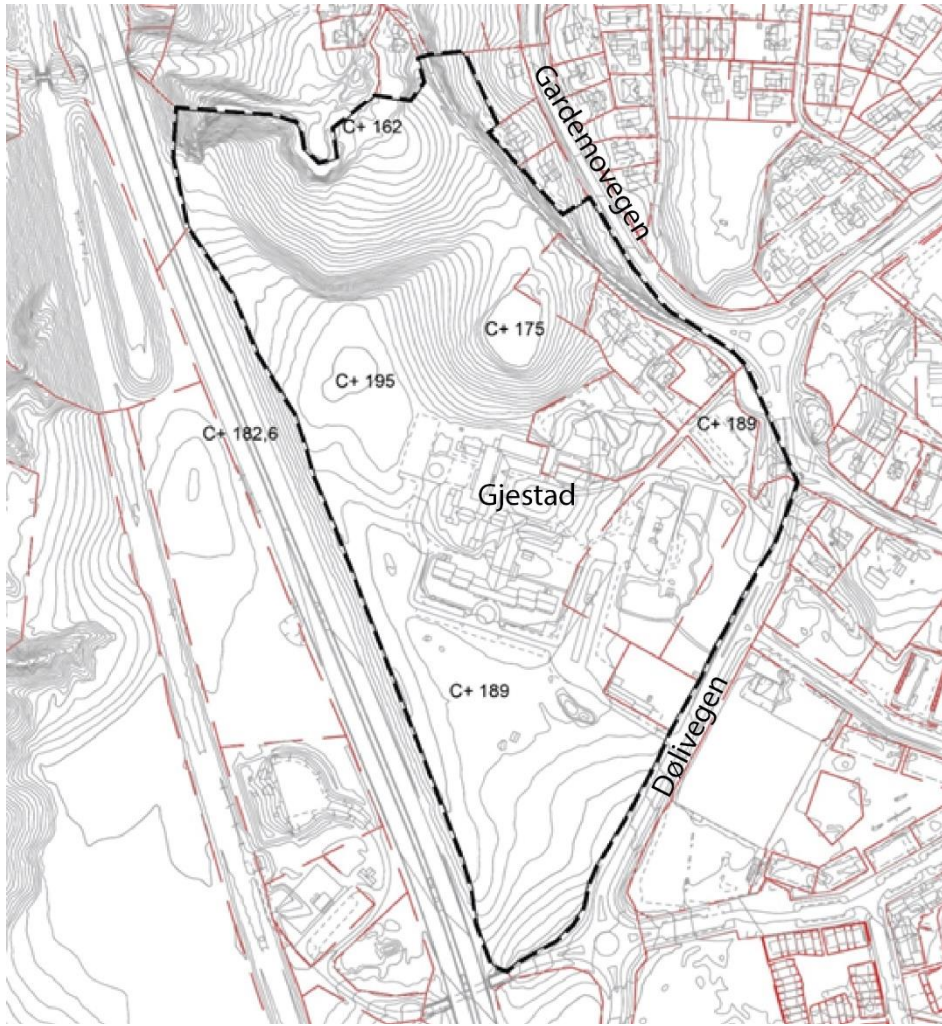 Gardemovegen
C+ 162
C+ 175
C+ 195
C+ 189
C+ 182,6
Gjestad
C+ 189
Dølivegen